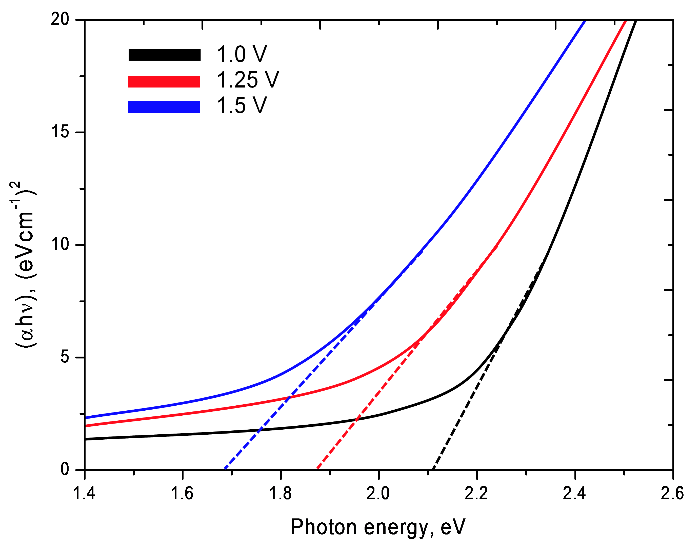 20
15
10
5
0
(αhν), (eVcm⁻¹)²
1.0 V
1.25 V
1.5 V
1.4 1.6 1.8 2.0 2.2 2.4 2.6
Photon energy, eV